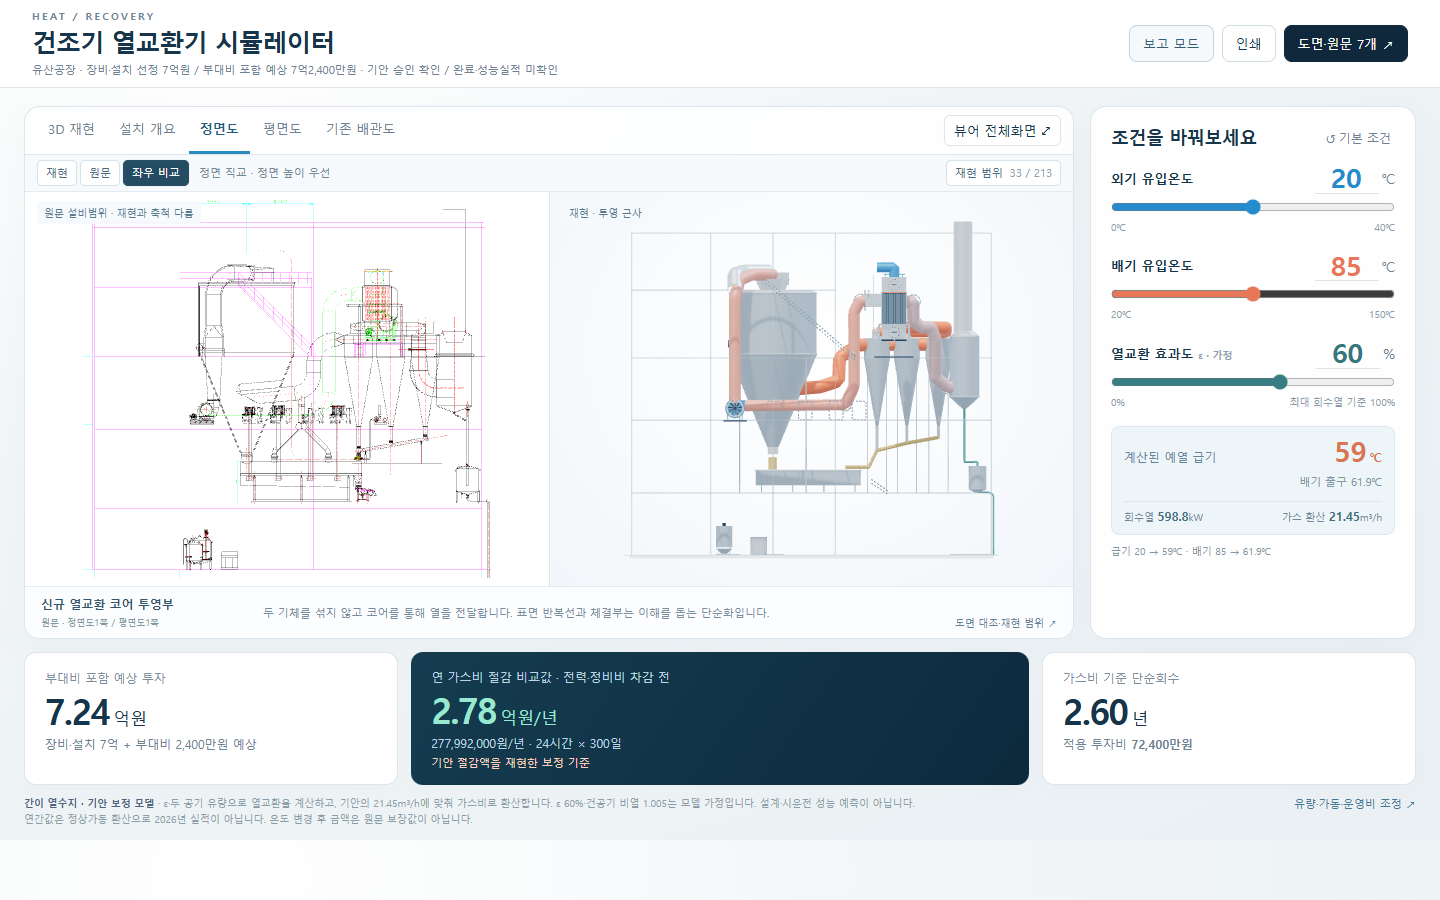 HEAT / RECOVERY
건조기 열교환기 시뮬레이터
유산공장 · 장비·설치 선정 7억원 / 부대비 포함 예상 7억2,400만원 · 기안 승인 확인 / 완료·성능실적 미확인
보고 모드
인쇄
도면·원문 7개 ↗
3D 재현
설치 개요
정면도
평면도
기존 배관도
뷰어 전체화면 ⤢
재현
원문
좌우 비교
정면 직교 · 정면 높이 우선
재현 범위 33 / 213
원문 설비범위 · 재현과 축척 다름
재현 · 투영 근사
신규 열교환 코어 투영부
원문 · 정면도1쪽 / 평면도1쪽
두 기체를 섞지 않고 코어를 통해 열을 전달합니다. 표면 반복선과 체결부는 이해를 돕는 단순화입니다.
도면 대조·재현 범위 ↗
조건을 바꿔보세요
↺ 기본 조건
외기 유입온도
20 ℃
0℃
40℃
배기 유입온도
85 ℃
20℃
150℃
열교환 효과도 ε · 가정
60 %
0%
최대 회수열 기준 100%
계산된 예열 급기
59 ℃
배기 출구 61.9℃
회수열 598.8kW
가스 환산 21.45m³/h
급기 20 → 59℃ · 배기 85 → 61.9℃
부대비 포함 예상 투자
7.24 억원
장비·설치 7억 + 부대비 2,400만원 예상
연 가스비 절감 비교값 · 전력·정비비 차감 전
2.78 억원/년
277,992,000원/년 · 24시간 × 300일
기안 절감액을 재현한 보정 기준
가스비 기준 단순회수
2.60 년
적용 투자비 72,400만원
간이 열수지 · 기안 보정 모델 · ε·두 공기 유량으로 열교환을 계산하고, 기안의 21.45m³/h에 맞춰 가스비로 환산합니다. ε 60%·건공기 비열 1.005는 모델 가정입니다. 설계·시운전 성능 예측이 아닙니다.
연간값은 정상가동 환산으로 2026년 실적이 아닙니다. 온도 변경 후 금액은 원문 보장값이 아닙니다.
유량·가동·운영비 조정 ↗